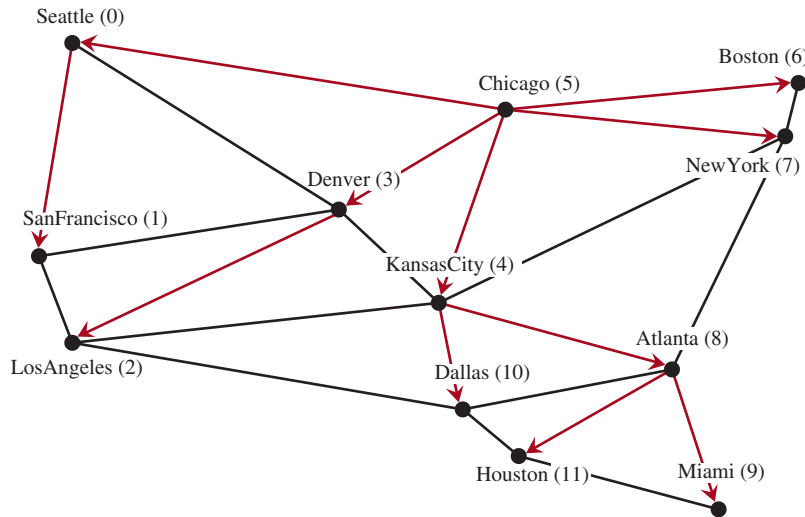 Seattle (0)
Boston (6)
Chicago (5)
NewYork (7)
Denver (3)
SanFrancisco (1)
KansasCity (4)
Atlanta (8)
LosAngeles (2)
Dallas (10)
Houston (11)
Miami (9)